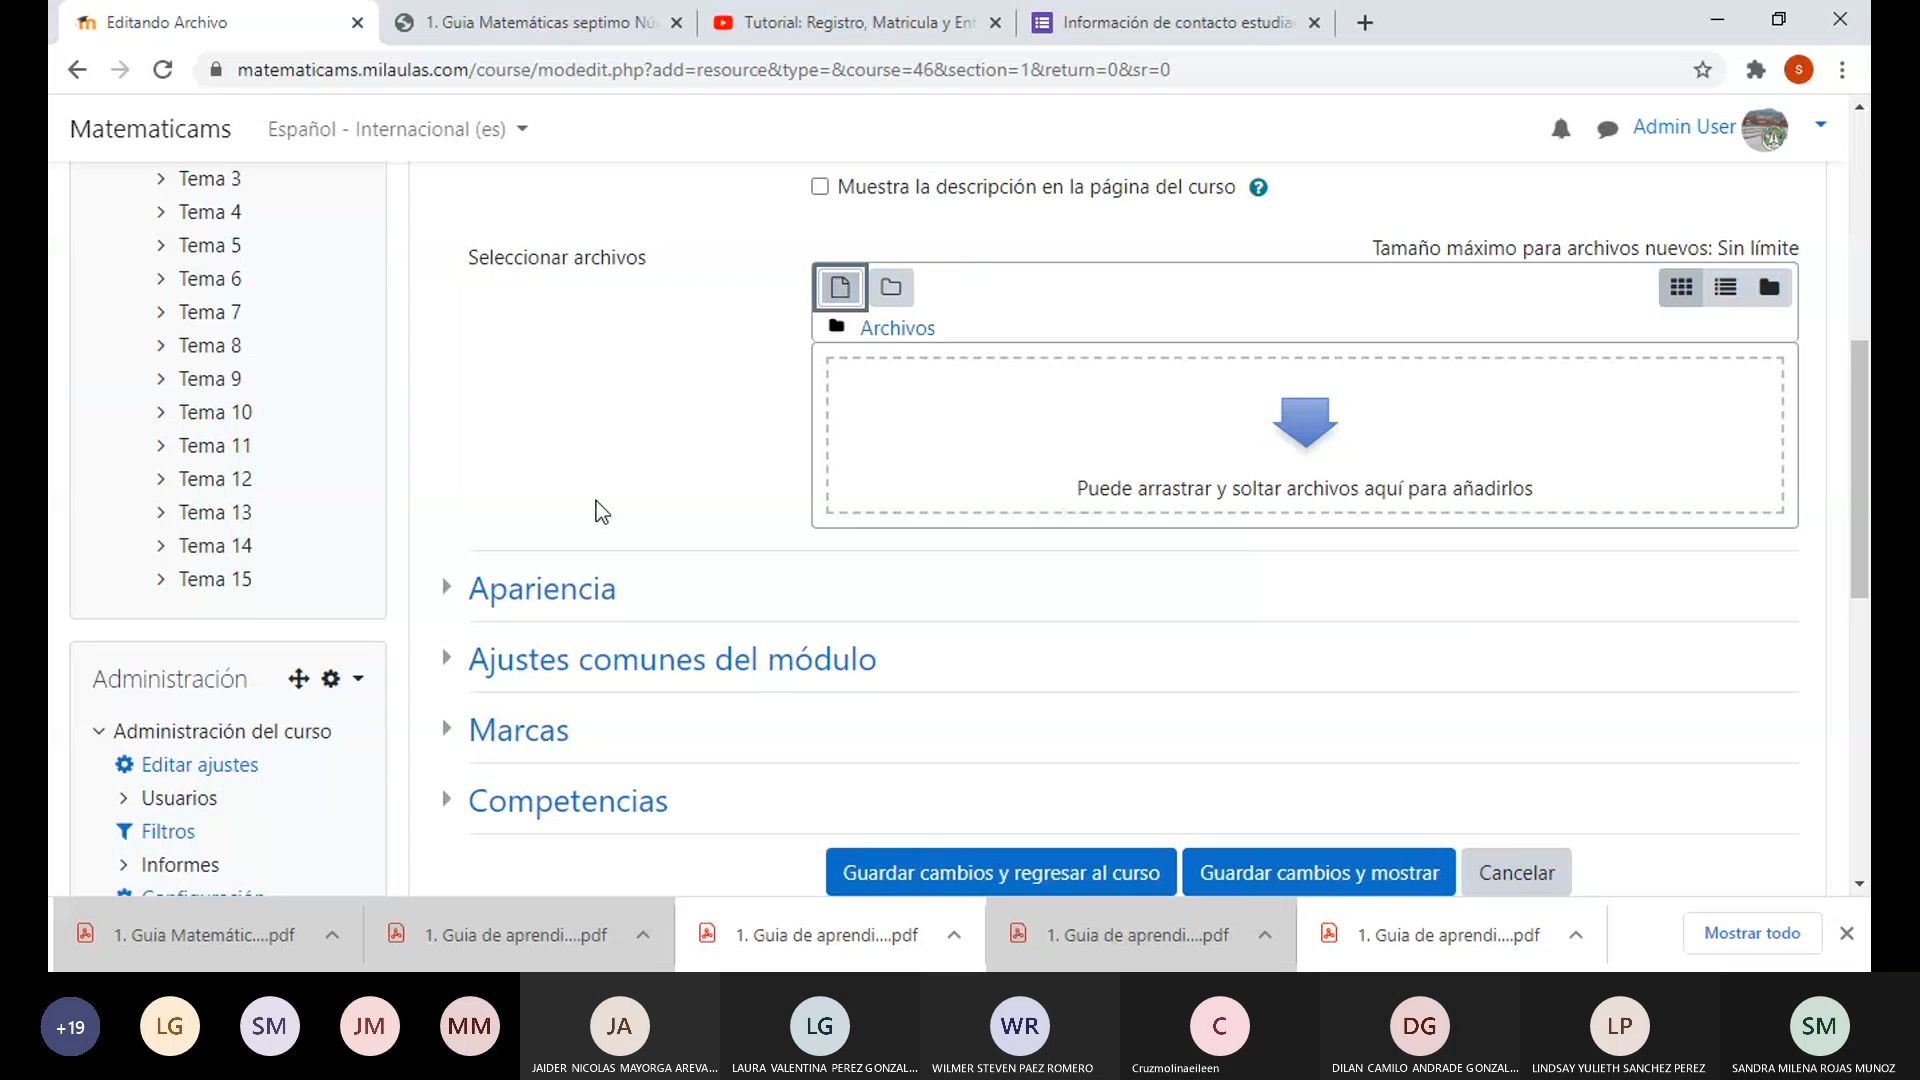 Editando Archivo
1. Guia Matemáticas septimo Nú
Tutorial: Registro, Matricula y En
Información de contacto estudia
matematicams.milaulas.com/course/modedit.php?add=resource&type=&course=46&section=1&return=0&sr=0
S
Matematicams
Español - Internacional (es)
Admin User
Tema 3
Tema 4
Tema 5
Tema 6
Tema 7
Tema 8
Tema 9
Tema 10
Tema 11
Tema 12
Tema 13
Tema 14
Tema 15
Administración
Administración del curso
Editar ajustes
Usuarios
Filtros
Informes
Configuración
Muestra la descripción en la página del curso
Seleccionar archivos
Tamaño máximo para archivos nuevos: Sin límite
Archivos
Puede arrastrar y soltar archivos aquí para añadirlos
Apariencia
Ajustes comunes del módulo
Marcas
Competencias
Guardar cambios y regresar al curso
Guardar cambios y mostrar
Cancelar
1. Guia Matemátic....pdf
1. Guia de aprendi....pdf
1. Guia de aprendi....pdf
1. Guia de aprendi....pdf
1. Guia de aprendi....pdf
Mostrar todo
+19
LG
SM
JM
MM
JA
LG
WR
C
DG
LP
SM
JAIDER NICOLAS MAYORGA AREVA...
LAURA VALENTINA PEREZ GONZAL...
WILMER STEVEN PAEZ ROMERO
Cruzmolinaeileen
DILAN CAMILO ANDRADE GONZAL...
LINDSAY YULIETH SANCHEZ PEREZ
SANDRA MILENA ROJAS MUNOZ